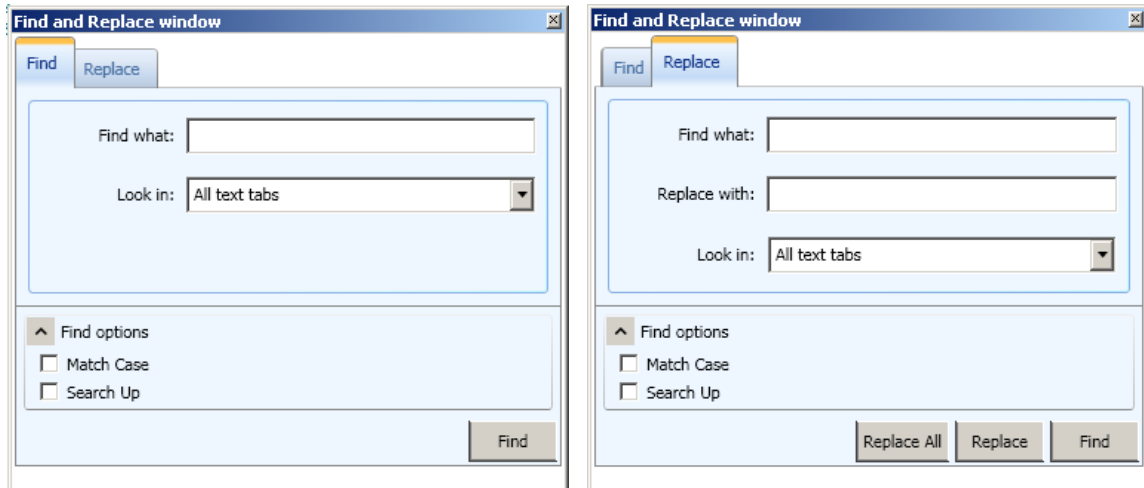 Find and Replace window
Find
Replace
Find what:
Look in: All text tabs
Find options
Match Case
Search Up
Find
Find and Replace window
Find
Replace
Find what:
Replace with:
Look in: All text tabs
Find options
Match Case
Search Up
Replace All Replace Find